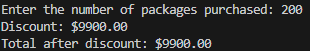 Enter the number of packages purchased: 200
Discount: $9900.00
Total after discount: $9900.00